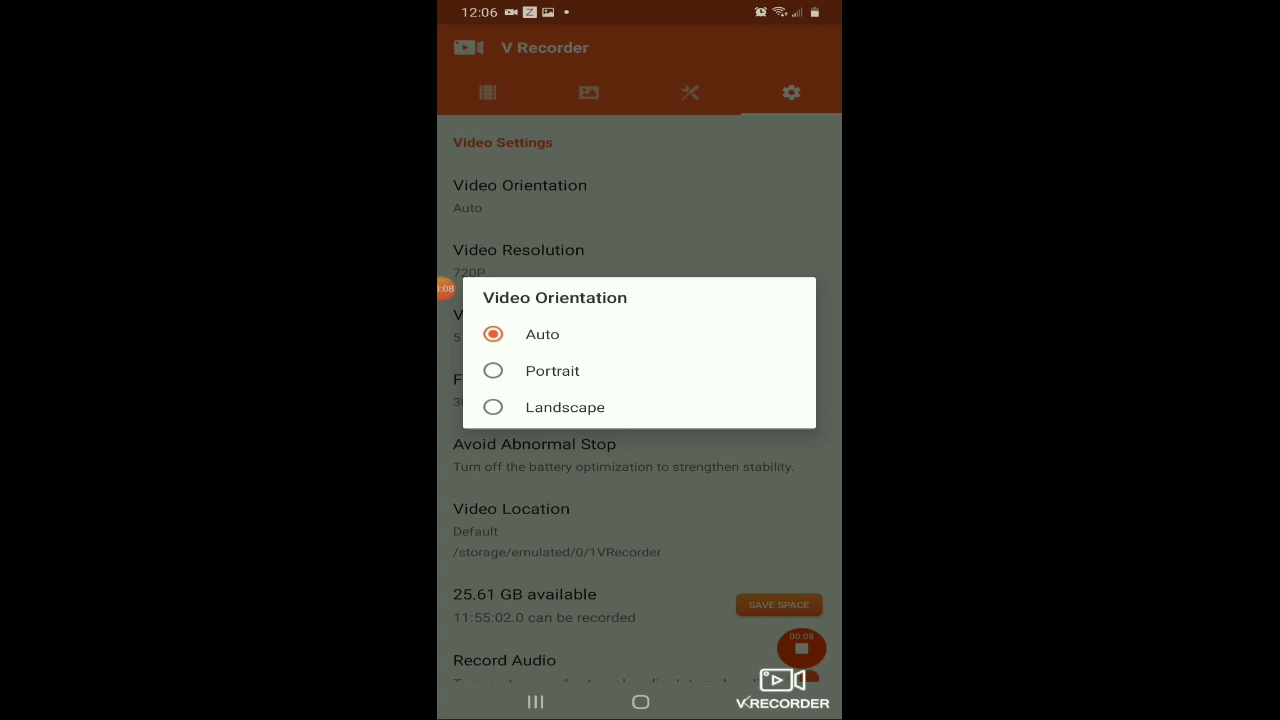 12:06
V Recorder
Video Settings
Video Orientation
Auto
Video Resolution
720P
:08
Video Orientation
Auto
Portrait
Landscape
Avoid Abnormal Stop
Turn off the battery optimization to strengthen stability.
Video Location
Default
/storage/emulated/0/1VRecorder
25.61 GB available
SAVE SPACE
11:55:02.0 can be recorded
00:08
Record Audio
VRECORDER